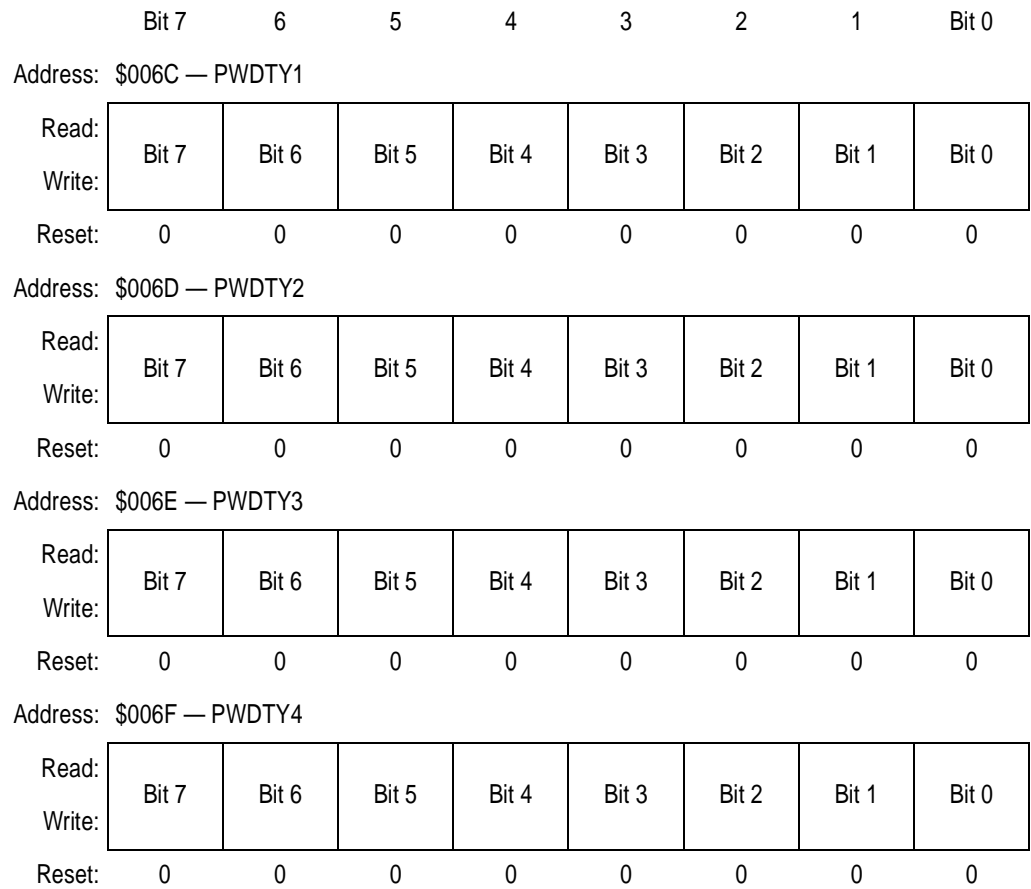 Bit 7 6 5 4 3 2 1 Bit 0
Address: $006C — PWDTY1
Read:
Bit 7 Bit 6 Bit 5 Bit 4 Bit 3 Bit 2 Bit 1 Bit 0
Write:
Reset: 0 0 0 0 0 0 0 0
Address: $006D — PWDTY2
Read:
Bit 7 Bit 6 Bit 5 Bit 4 Bit 3 Bit 2 Bit 1 Bit 0
Write:
Reset: 0 0 0 0 0 0 0 0
Address: $006E — PWDTY3
Read:
Bit 7 Bit 6 Bit 5 Bit 4 Bit 3 Bit 2 Bit 1 Bit 0
Write:
Reset: 0 0 0 0 0 0 0 0
Address: $006F — PWDTY4
Read:
Bit 7 Bit 6 Bit 5 Bit 4 Bit 3 Bit 2 Bit 1 Bit 0
Write:
Reset: 0 0 0 0 0 0 0 0